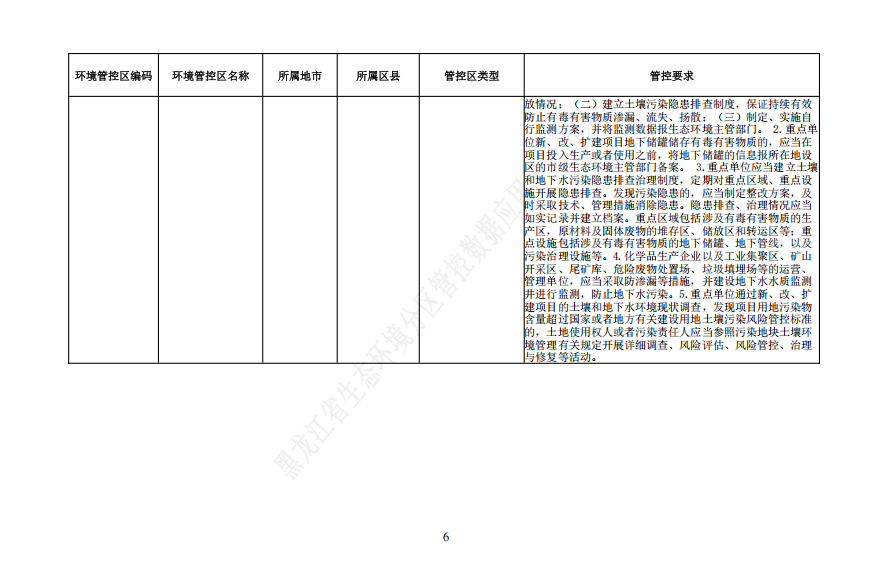 环境管控区编码 环境管控区名称 所属地市 所属区县 管控区类型 管控要求
放情况；（二）建立土壤污染隐患排查制度，保证持续有效
防止有毒有害物质渗漏、流失、扬散；（三）制定、实施自
行监测方案，并将监测数据报生态环境主管部门。 2.重点单
位新、改、扩建项目地下储罐储存有毒有害物质的，应当在
项目投入生产或者使用之前，将地下储罐的信息报所在地设
区的市级生态环境主管部门备案。 3.重点单位应当建立土壤
和地下水污染隐患排查治理制度，定期对重点区域、重点设
施开展隐患排查。发现污染隐患的，应当制定整改方案，及
时采取技术、管理措施消除隐患。隐患排查、治理情况应当
如实记录并建立档案。重点区域包括涉及有毒有害物质的生
产区，原材料及固体废物的堆存区、储放区和转运区等；重
点设施包括涉及有毒有害物质的地下储罐、地下管线，以及
污染治理设施等。4.化学品生产企业以及工业集聚区、矿山
开采区、尾矿库、危险废物处置场、垃圾填埋场等的运营、
管理单位，应当采取防渗漏等措施，并建设地下水水质监测
井进行监测，防止地下水污染。5.重点单位通过新、改、扩
建项目的土壤和地下水环境现状调查，发现项目用地污染物
含量超过国家或者地方有关建设用地土壤污染风险管控标准
的，土地使用权人或者污染责任人应当参照污染地块土壤环
境管理有关规定开展详细调查、风险评估、风险管控、治理
与修复等活动。
黑龙江省生态环境分区管控数据应用
6